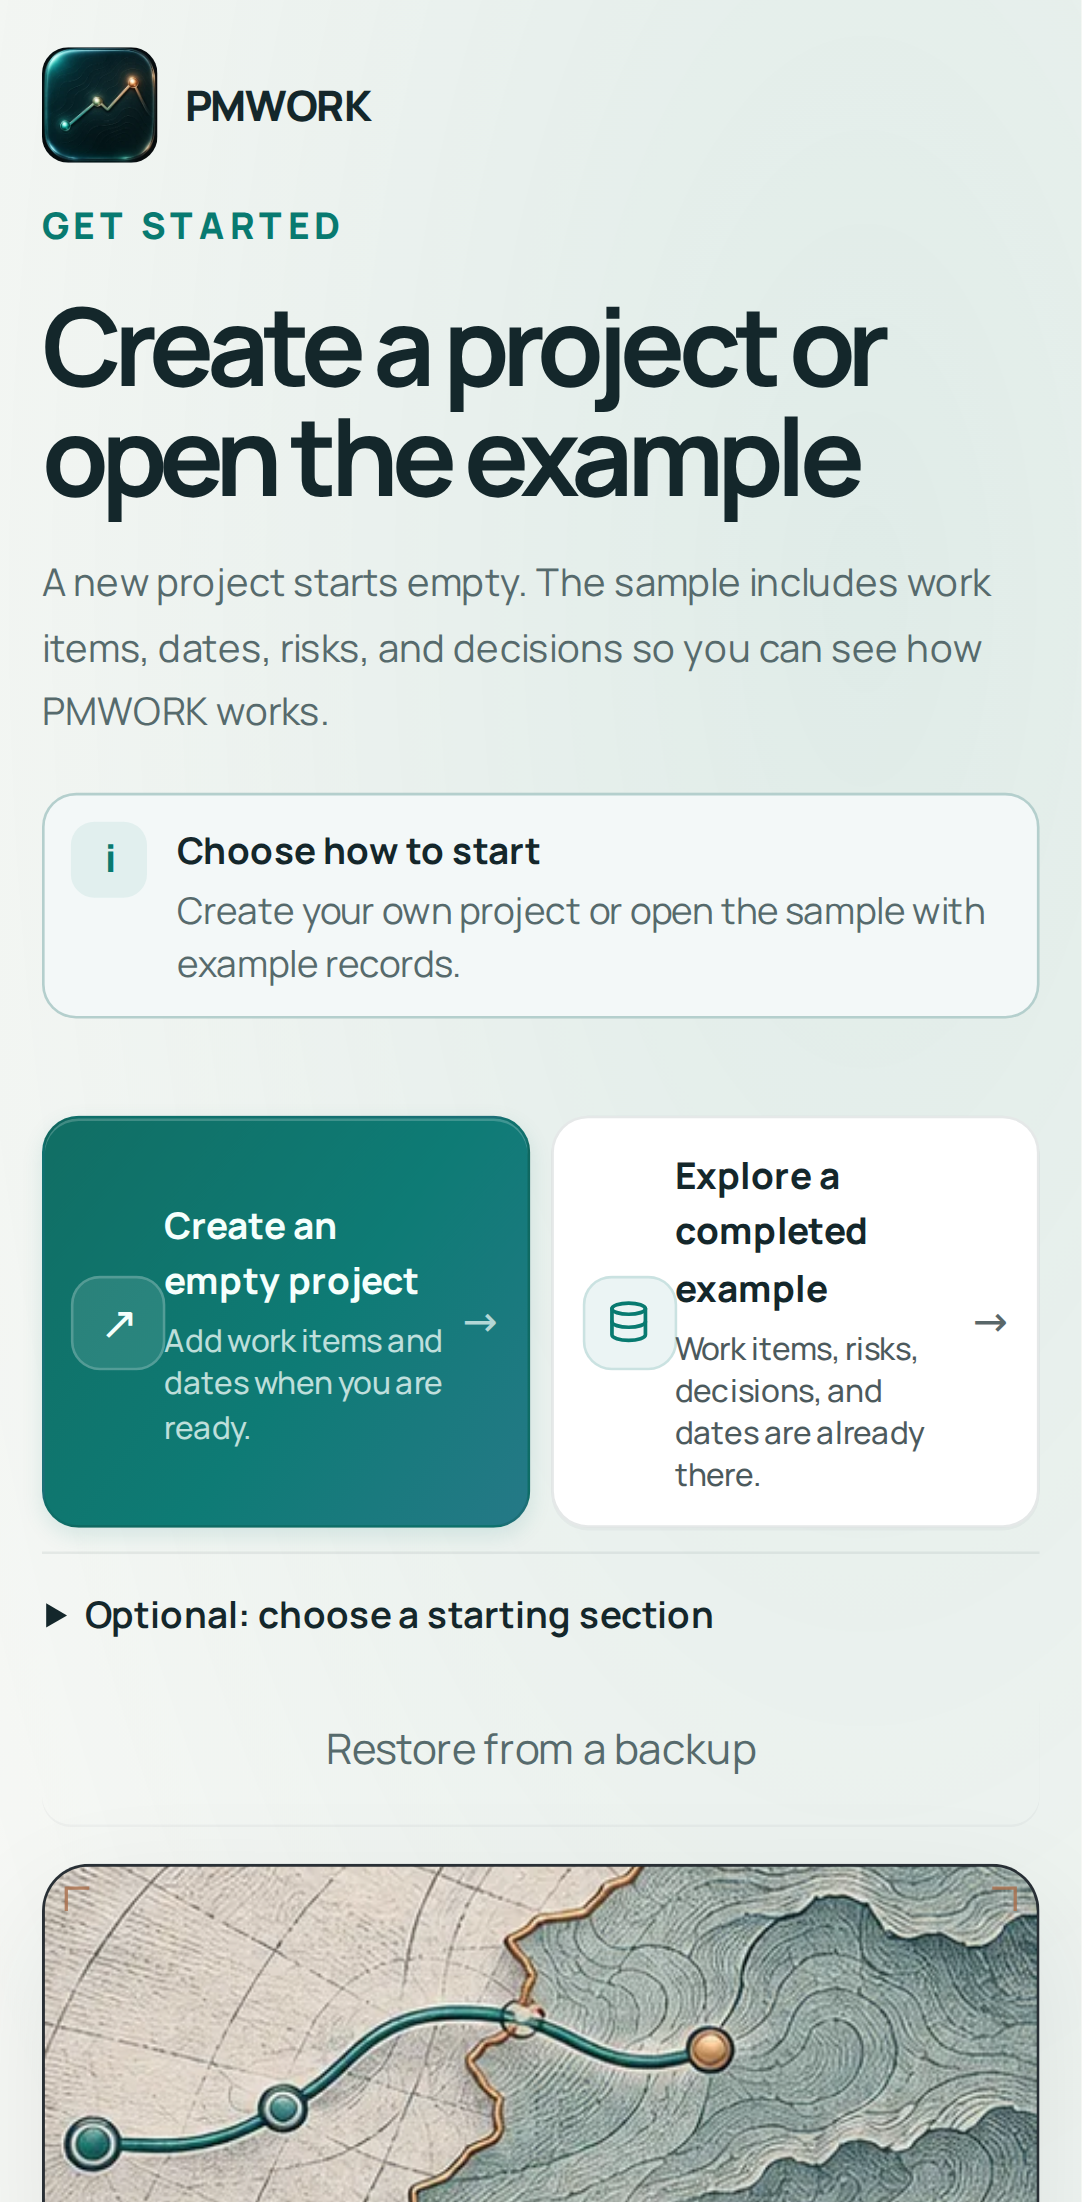 PMWORK
GET STARTED
Create a project or
open the example
A new project starts empty. The sample includes work
items, dates, risks, and decisions so you can see how
PMWORK works.
i
Choose how to start
Create your own project or open the sample with
example records.
Create an
empty project
Add work items and
dates when you are
ready.
Explore a
completed
example
Work items, risks,
decisions, and
dates are already
there.
Optional: choose a starting section
Restore from a backup